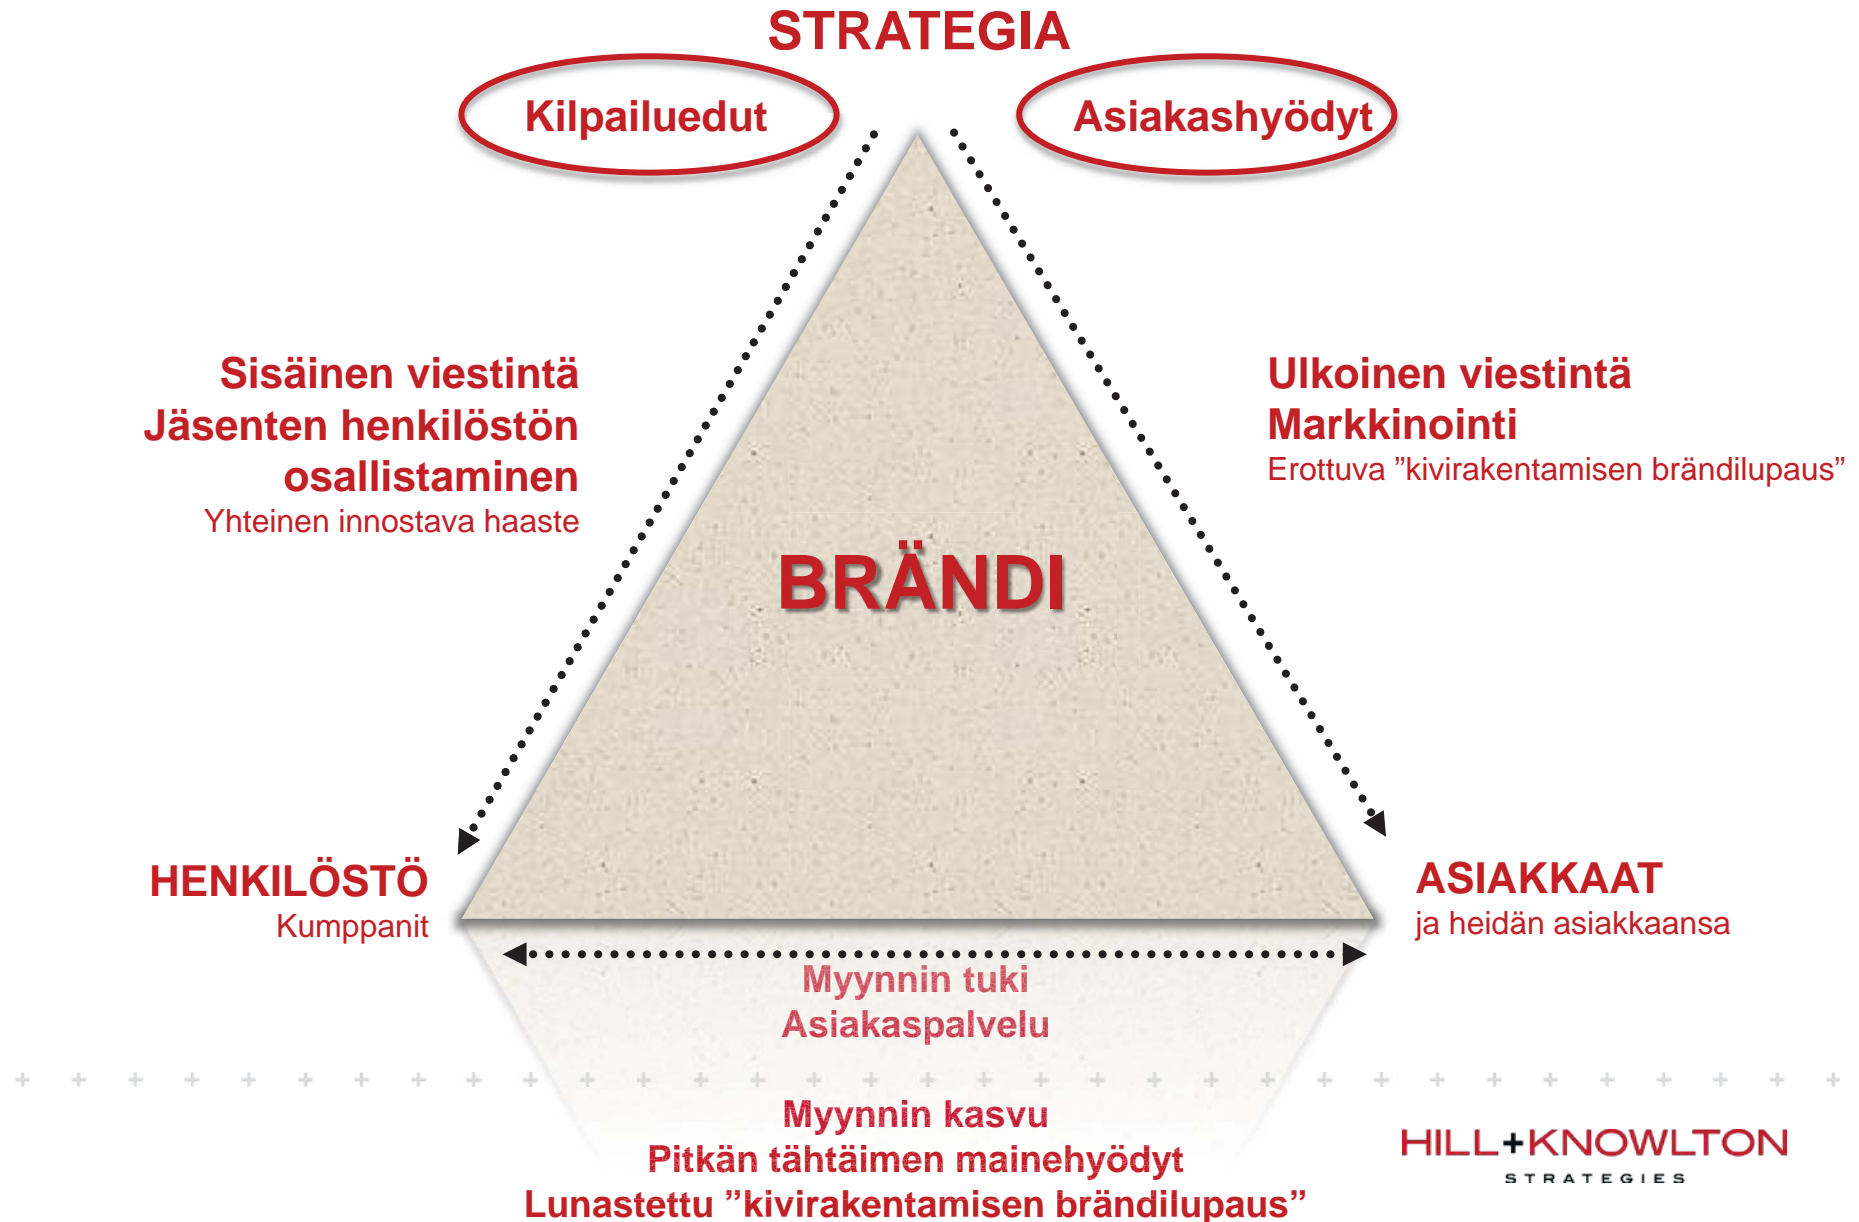 STRATEGIA
Kilpailuedut
Asiakashyödyt
Sisäinen viestintä
Jäsenten henkilöstön
osallistaminen
Yhteinen innostava haaste
Ulkoinen viestintä
Markkinointi
Erottuva ”kivirakentamisen brändilupaus”
BRÄNDI
HENKILÖSTÖ
Kumppanit
ASIAKKAAT
ja heidän asiakkaansa
Myynnin tuki
Asiakaspalvelu
Myynnin kasvu
Pitkän tähtäimen mainehyödyt
Lunastettu ”kivirakentamisen brändilupaus”
HILL+KNOWLTON
STRATEGIES